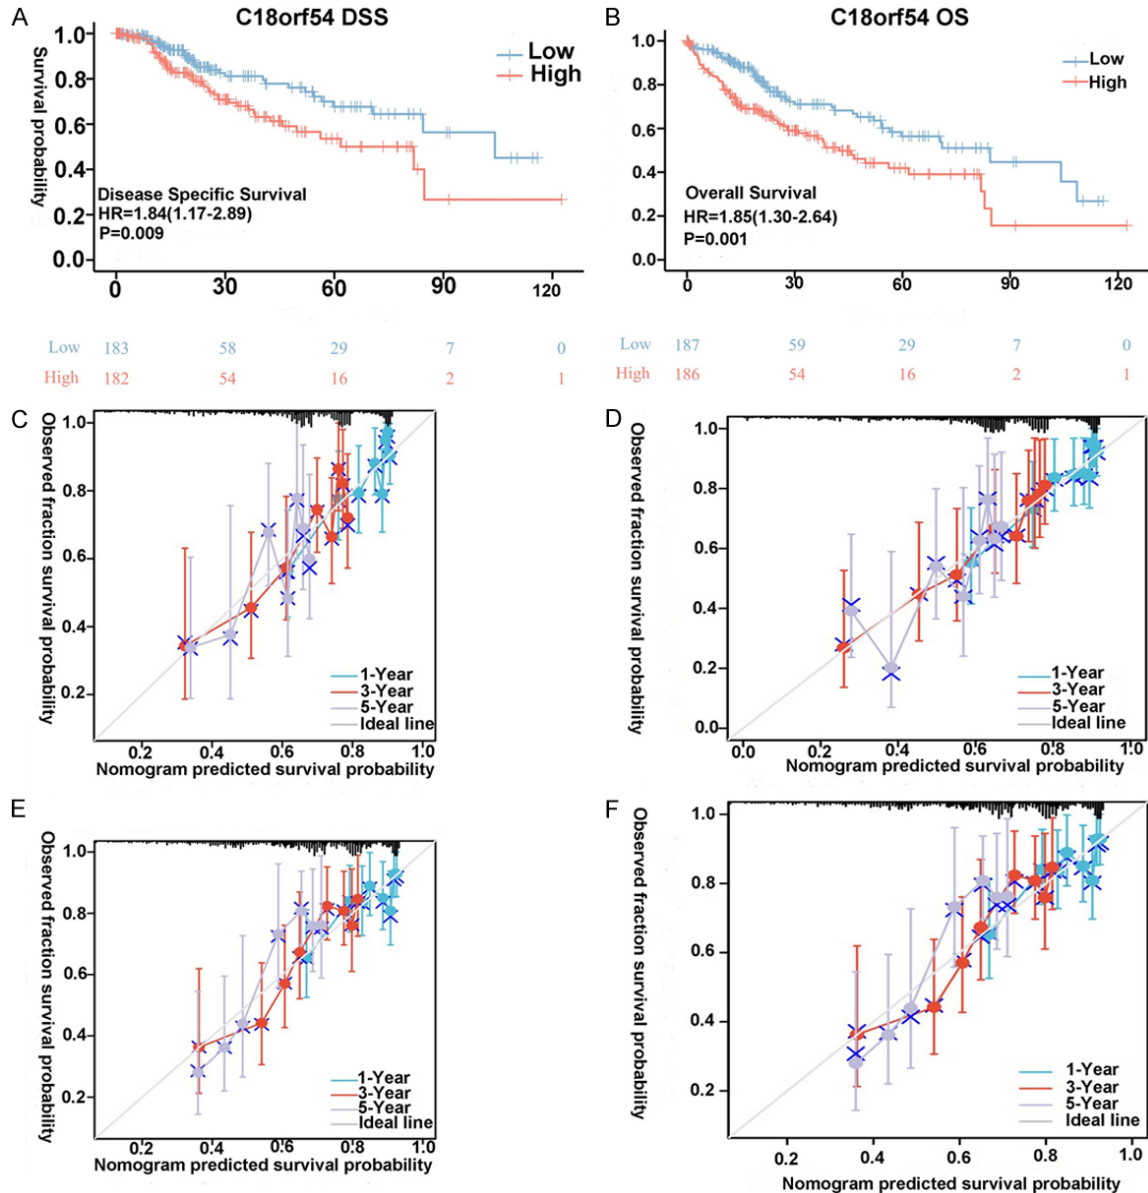 A
C18orf54 DSS
Survival probability
1.0
0.8
0.6
0.4
0.2
0.0
Low
High
Disease Specific Survival
HR=1.84(1.17-2.89)
P=0.009
0 30 60 90 120
Low 183 58 29 7 0
High 182 54 16 2 1
B
C18orf54 OS
1.0
0.8
0.6
0.4
0.2
0.0
Low
High
Overall Survival
HR=1.85(1.30-2.64)
P=0.001
0 30 60 90 120
Low 187 59 29 7 0
High 186 54 16 2 1
C
Observed fraction survival probability
1.0
0.8
0.6
0.4
0.2
1-Year
3-Year
5-Year
Ideal line
0.2 0.4 0.6 0.8 1.0
Nomogram predicted survival probability
D
Observed fraction survival probability
1.0
0.8
0.6
0.4
0.2
0.0
1-Year
3-Year
5-Year
Ideal line
0.0 0.2 0.4 0.6 0.8 1.0
Nomogram predicted survival probability
E
Observed fraction survival probability
1.0
0.8
0.6
0.4
0.2
1-Year
3-Year
5-Year
Ideal line
0.2 0.4 0.6 0.8 1.0
Nomogram predicted survival probability
F
Observed fraction survival probability
1.0
0.8
0.6
0.4
0.2
1-Year
3-Year
5-Year
Ideal line
0.2 0.4 0.6 0.8 1.0
Nomogram predicted survival probability